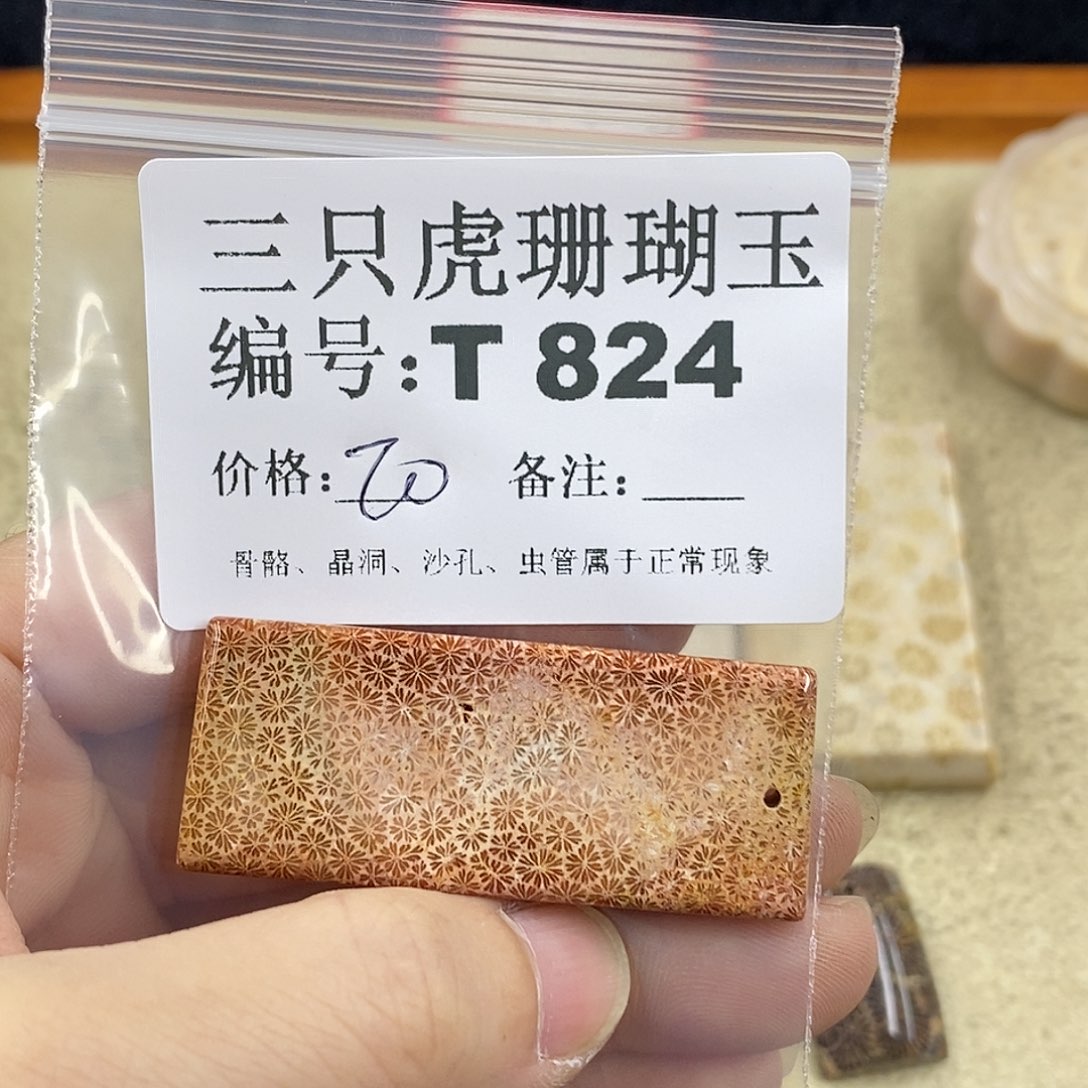 三只虎珊瑚玉
编号:T 824
价格: 备注:____
骨骼、晶洞、沙孔、虫管属于正常现象